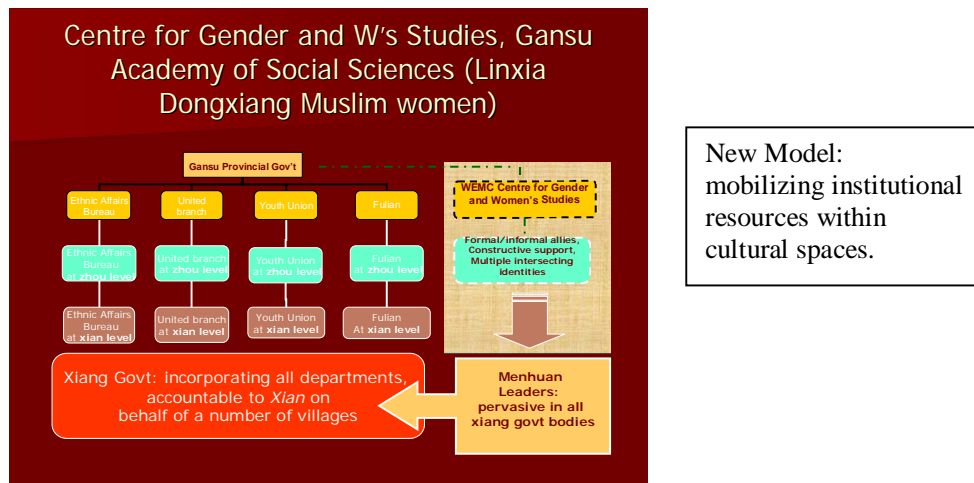 Centre for Gender and W's Studies, Gansu
Academy of Social Sciences (Linxia
Dongxiang Muslim women)
Gansu Provincial Gov't
Ethnic Affairs
Bureau
United
branch
Youth Union
Fulian
WEMC Centre for Gender
and Women's Studies
Ethnic Affairs
Bureau
at zhou level
United branch
at zhou level
Youth Union
at zhou level
Fulian
at zhou level
Formal/informal allies,
Constructive support,
Multiple intersecting
identities
Ethnic Affairs
Bureau
at xian level
United branch
at xian level
Youth Union
at xian level
Fulian
At xian level
Xiang Govt: incorporating all departments,
accountable to Xian on
behalf of a number of villages
Menhuan
Leaders:
pervasive in all
xiang govt bodies
New Model:
mobilizing institutional
resources within
cultural spaces.